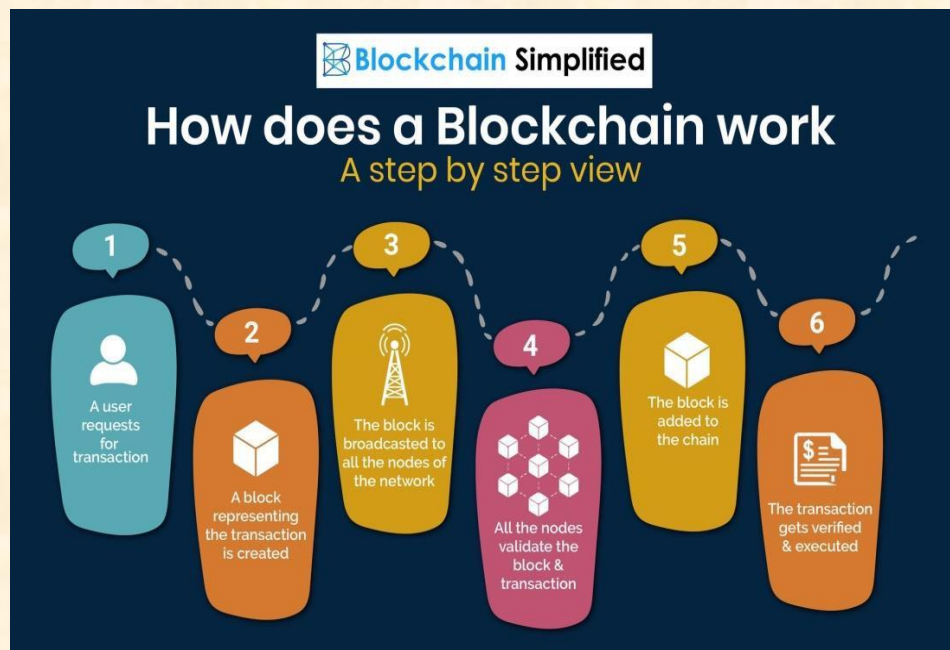 Blockchain Simplified
How does a Blockchain work
A step by step view
1
A user
requests
for
transaction
2
A block
representing
the transaction
is created
3
The block is
broadcasted to
all the nodes of
the network
4
All the nodes
validate the
block &
transaction
5
The block is
added to
the chain
6
$
The transaction
gets verified
& executed